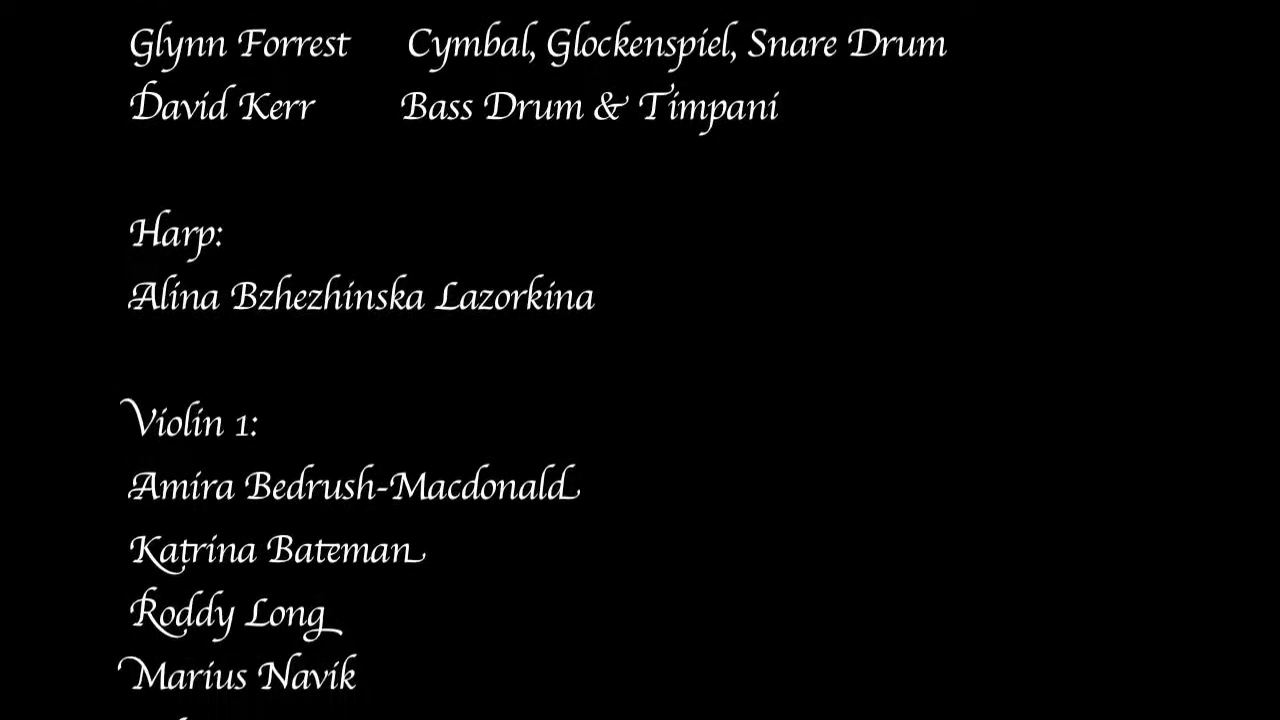 Glynn Forrest Cymbal, Glockenspiel, Snare Drum
David Kerr Bass Drum & Timpani
Harp:
Alina Bzhezhinska Lazorkina
Violin 1:
Amira Bedrush-Macdonald
Katrina Bateman
Roddy Long
Marius Navik